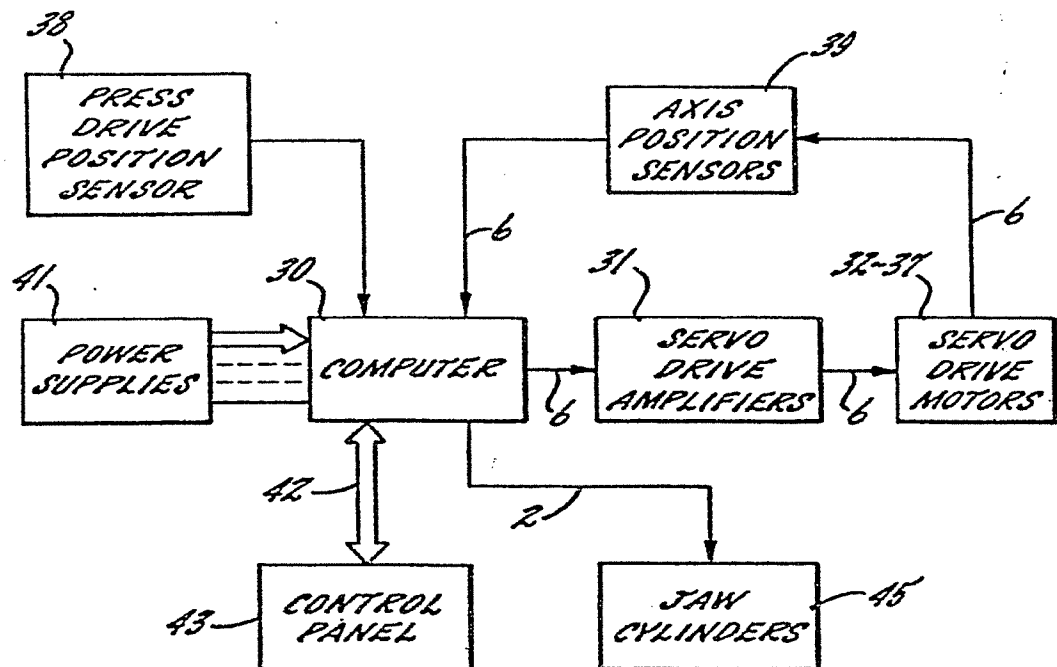 38
PRESS
DRIVE
POSITION
SENSOR
39
AXIS
POSITION
SENSORS
6
6
41
POWER
SUPPLIES
30
COMPUTER
6
31
SERVO
DRIVE
AMPLIFIERS
6
32-37
SERVO
DRIVE
MOTORS
42
2
43
CONTROL
PANEL
JAW
CYLINDERS
45